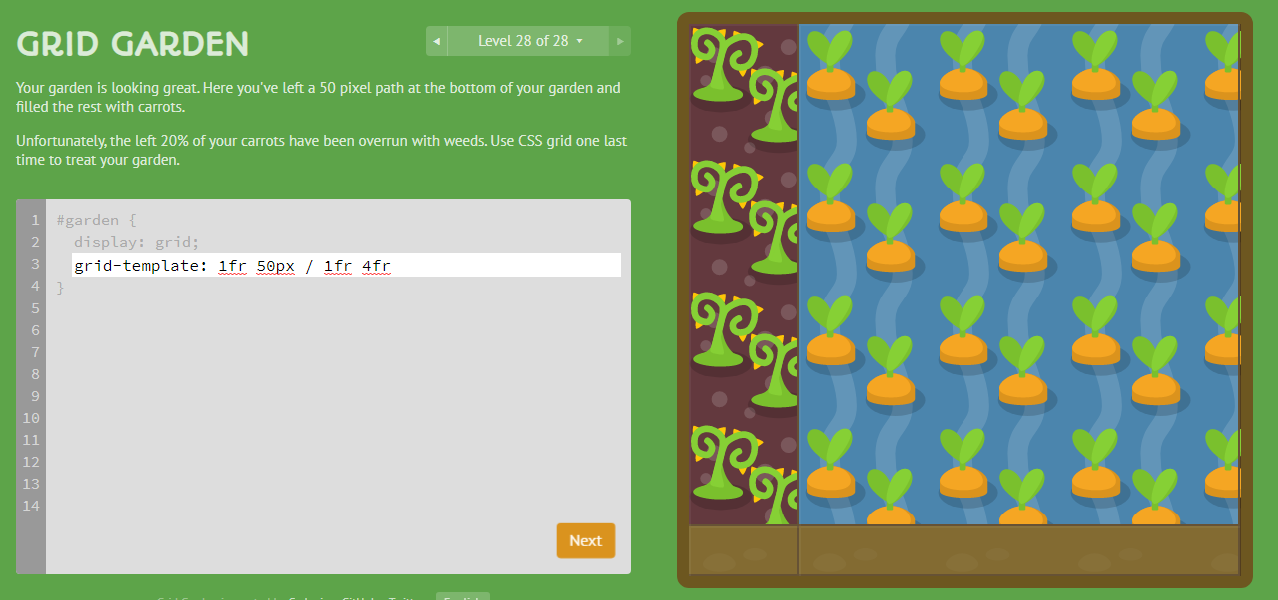 GRID GARDEN
Level 28 of 28
Your garden is looking great. Here you've left a 50 pixel path at the bottom of your garden and
filled the rest with carrots.
Unfortunately, the left 20% of your carrots have been overrun with weeds. Use CSS grid one last
time to treat your garden.
1 #garden {
2 display: grid;
3 grid-template: 1fr 50px / 1fr 4fr
4 }
5
6
7
8
9
10
11
12
13
14
Next